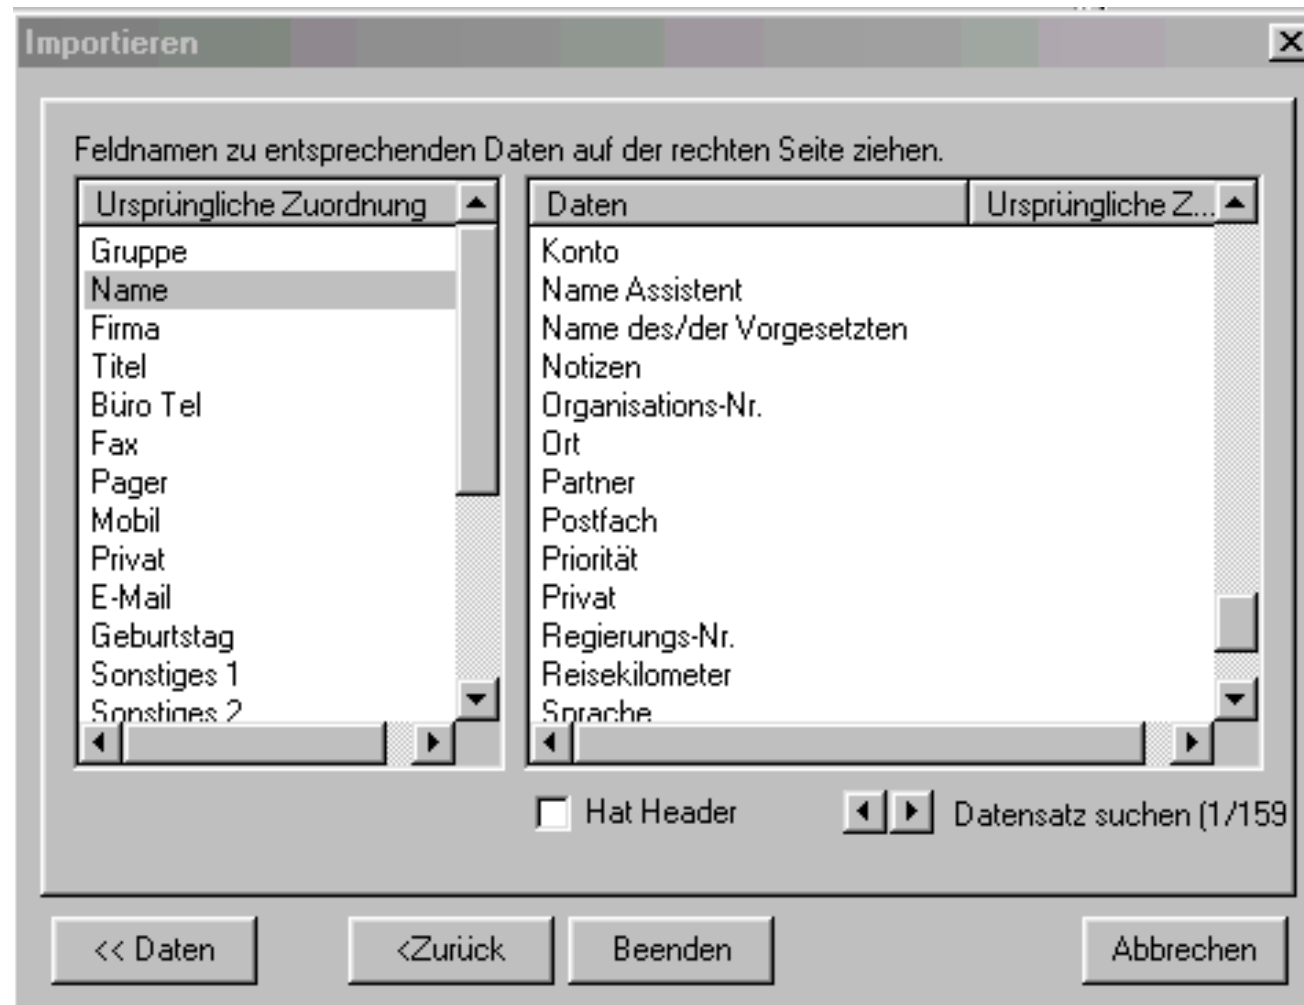 Importieren
Feldnamen zu entsprechenden Daten auf der rechten Seite ziehen.
Ursprüngliche Zuordnung
Gruppe
Name
Firma
Titel
Büro Tel
Fax
Pager
Mobil
Privat
E-Mail
Geburtstag
Sonstiges 1
Sonstiges 2
Daten Ursprüngliche Z...
Konto
Name Assistent
Name des/der Vorgesetzten
Notizen
Organisations-Nr.
Ort
Partner
Postfach
Priorität
Privat
Regierungs-Nr.
Reisekilometer
Sprache
Hat Header
Datensatz suchen (1/159
<< Daten <Zurück Beenden Abbrechen